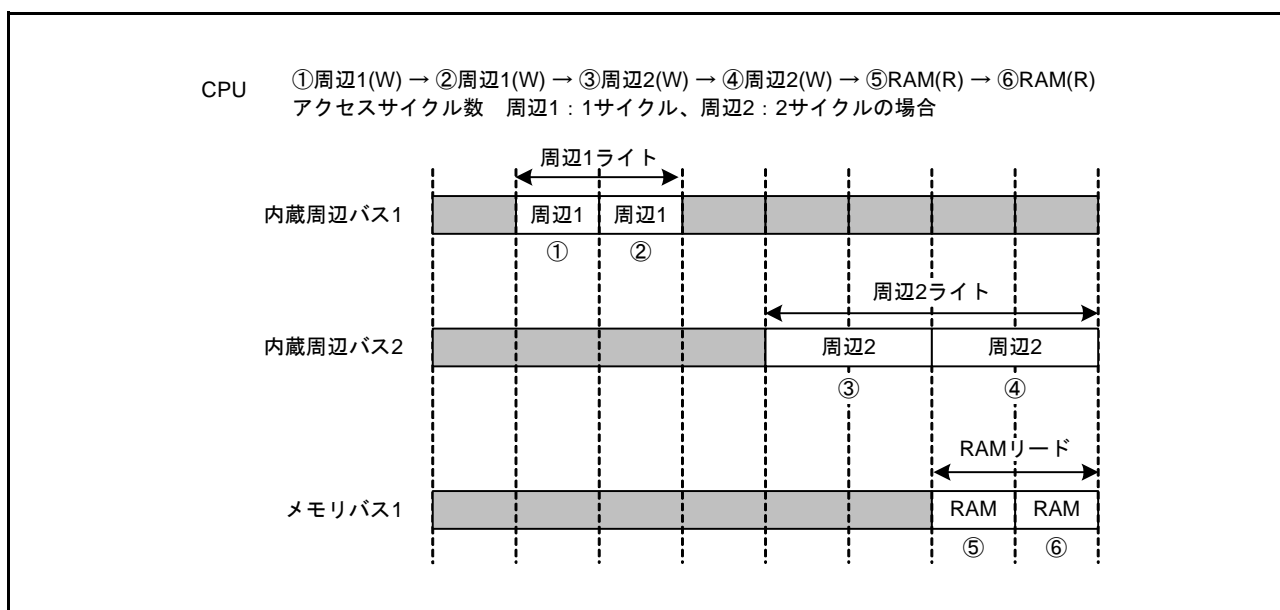 CPU ①周辺1(W) → ②周辺1(W) → ③周辺2(W) → ④周辺2(W) → ⑤RAM(R) → ⑥RAM(R)
アクセスサイクル数 周辺1:1サイクル、周辺2:2サイクルの場合
周辺1ライト
内蔵周辺バス1 周辺1 周辺1
① ②
周辺2ライト
内蔵周辺バス2 周辺2 周辺2
③ ④
RAMリード
メモリバス1 RAM RAM
⑤ ⑥